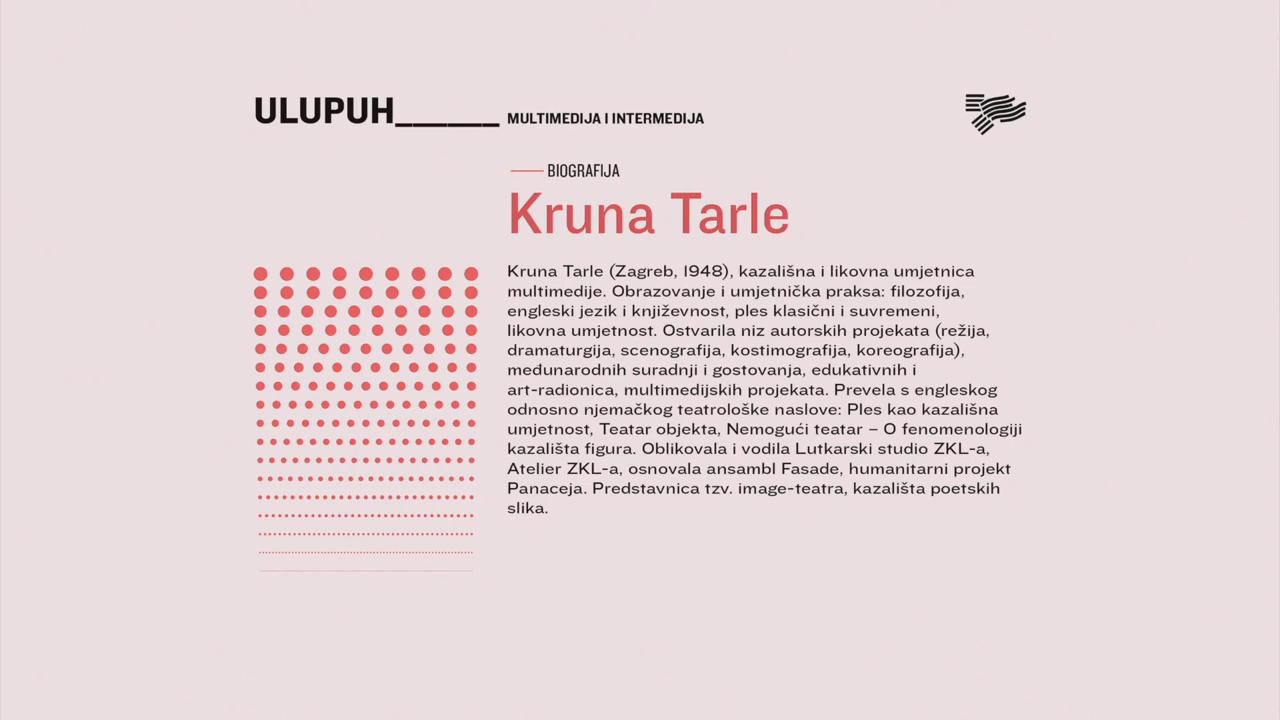 ULUPUH______ MULTIMEDIJA I INTERMEDIJA
BIOGRAFIJA
Kruna Tarle
Kruna Tarle (Zagreb, 1948), kazališna i likovna umjetnica
multimedije. Obrazovanje i umjetnička praksa: filozofija,
engleski jezik i književnost, ples klasični i suvremeni,
likovna umjetnost. Ostvarila niz autorskih projekata (režija,
dramaturgija, scenografija, kostimografija, koreografija),
međunarodnih suradnji i gostovanja, edukativnih i
art-radionica, multimedijskih projekata. Prevela s engleskog
odnosno njemačkog teatrološke naslove: Ples kao kazališna
umjetnost, Teatar objekta, Nemogući teatar – O fenomenologiji
kazališta figura. Oblikovala i vodila Lutkarski studio ZKL-a,
Atelier ZKL-a, osnovala ansambl Fasade, humanitarni projekt
Panaceja. Predstavnica tzv. image-teatra, kazališta poetskih
slika.